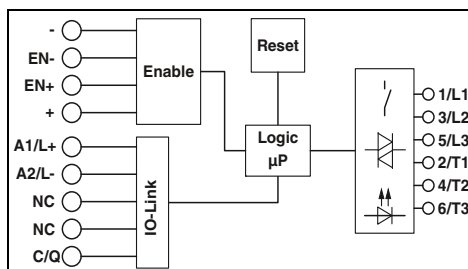 -
EN-
EN+
+
Enable
Reset
A1/L+
A2/L-
NC
NC
C/Q
IO-Link
Logic
µP
1/L1
3/L2
5/L3
2/T1
4/T2
6/T3